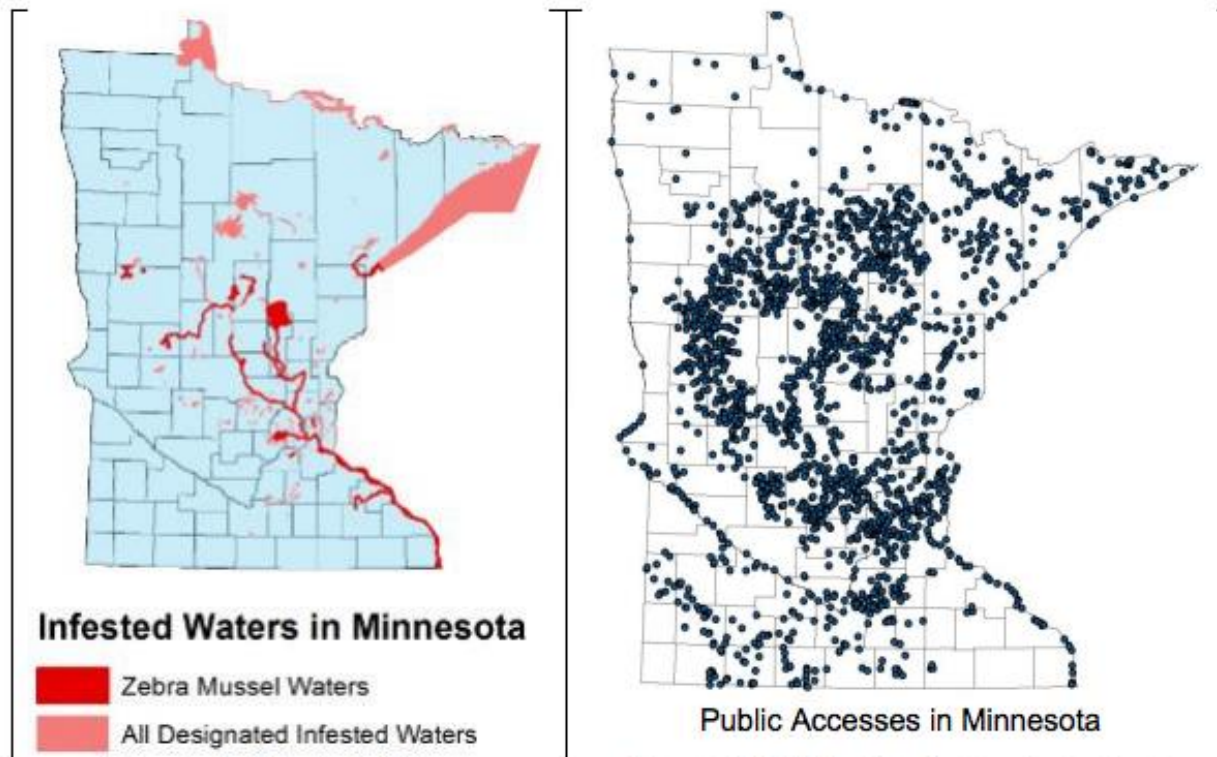 Infested Waters in Minnesota
Zebra Mussel Waters
All Designated Infested Waters
Public Accesses in Minnesota